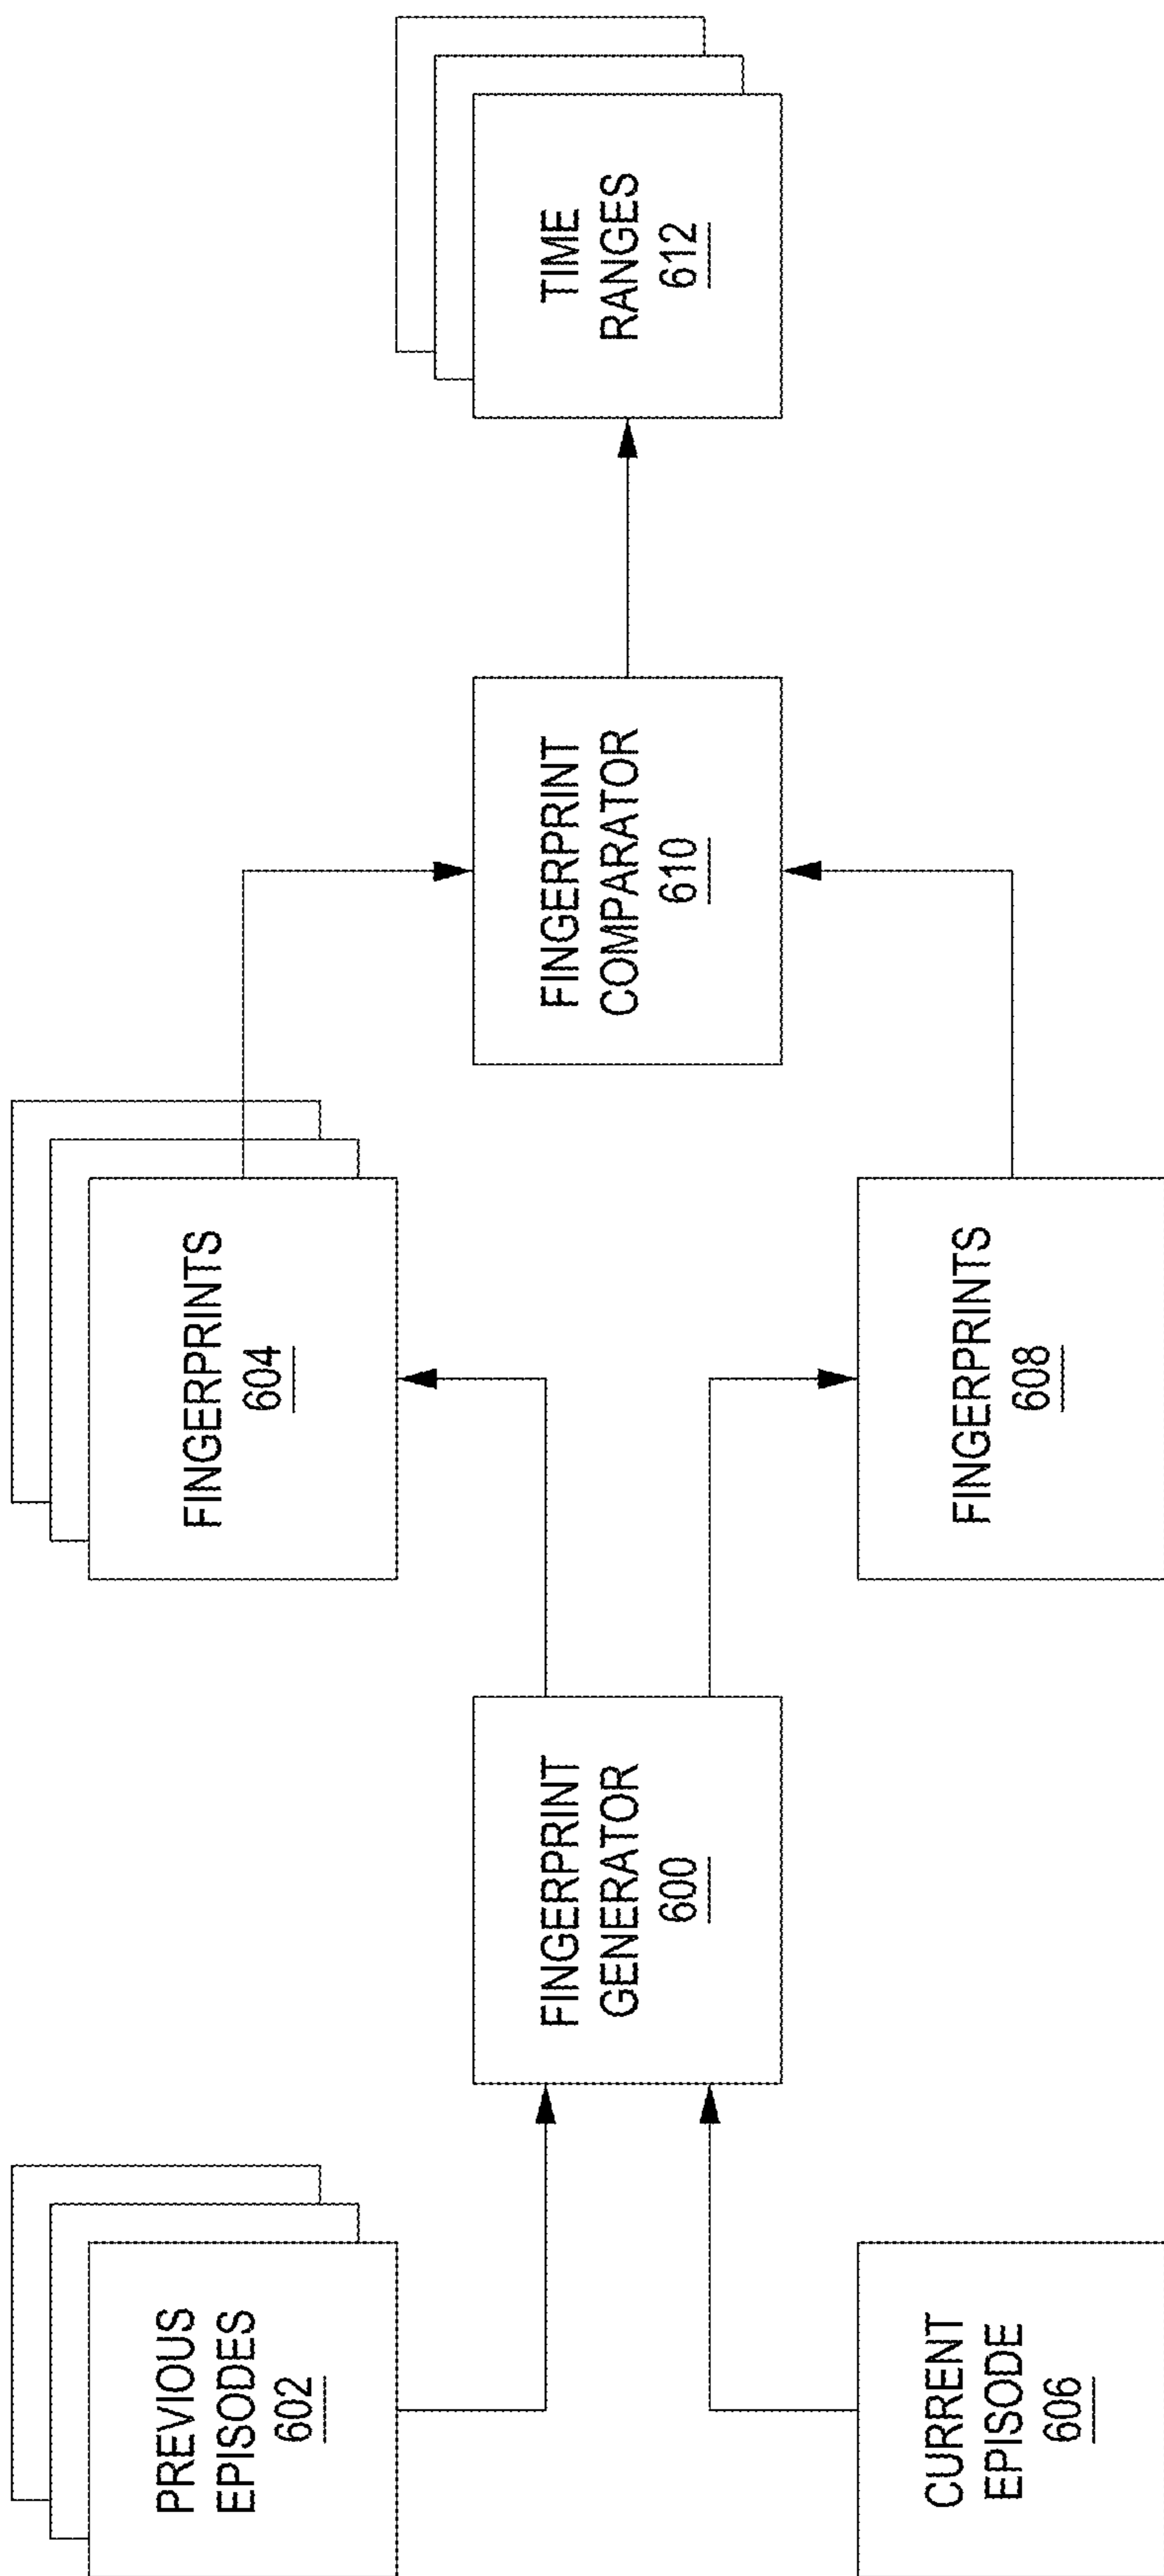 PREVIOUS
EPISODES
602
CURRENT
EPISODE
606
FINGERPRINT
GENERATOR
600
FINGERPRINTS
604
FINGERPRINTS
608
FINGERPRINT
COMPARATOR
610
TIME
RANGES
612